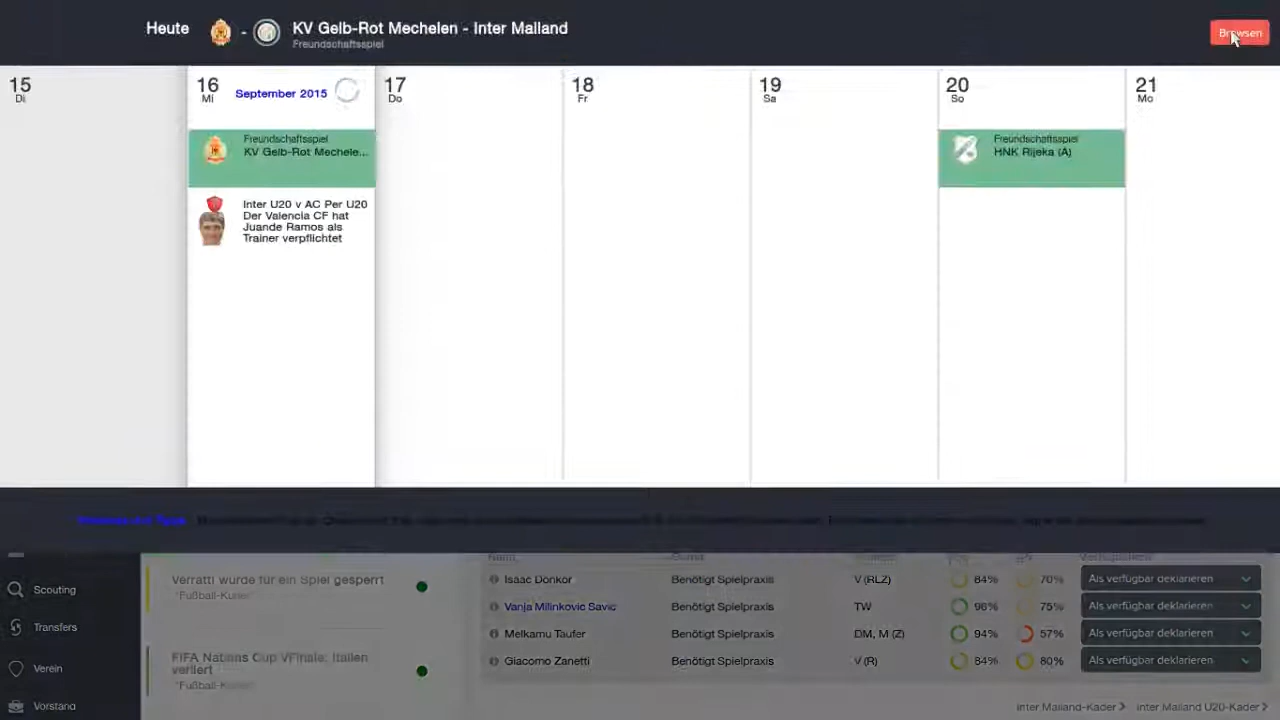 Heute
KV Gelb-Rot Mechelen - Inter Mailand
Freundschaftsspiel
Browsen
15
Di
16
Mi
September 2015
17
Do
18
Fr
19
Sa
20
So
21
Mo
Freundschaftsspiel
KV Gelb-Rot Mechele...
Freundschaftsspiel
HNK Rijeka (A)
Inter U20 v AC Per U20
Der Valencia CF hat
Juande Ramos als
Trainer verpflichtet
Scouting
Transfers
Verein
Vorstand
Verratti wurde für ein Spiel gesperrt
"Fußball-Kurier"
FIFA Nations Cup VFinale: Italien
verliert
"Fußball-Kurier"
Isaac Donkor Benötigt Spielpraxis V (RLZ) 84% 70% Als verfügbar deklarieren
Vanja Milinkovic Savic Benötigt Spielpraxis TW 96% 75% Als verfügbar deklarieren
Melkamu Taufer Benötigt Spielpraxis DM, M (Z) 94% 57% Als verfügbar deklarieren
Giacomo Zanetti Benötigt Spielpraxis V (R) 84% 80% Als verfügbar deklarieren
Inter Mailand-Kader Inter Mailand U20-Kader